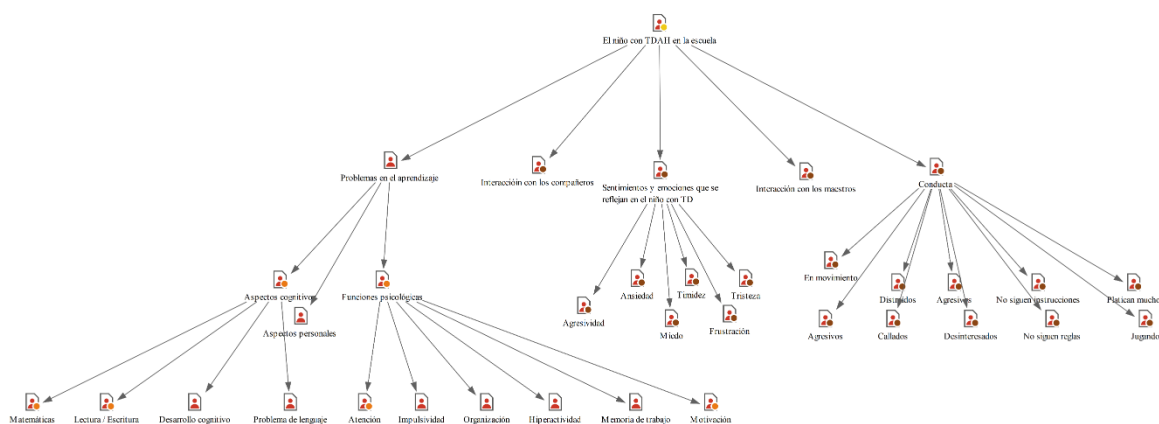 El niño con TDAH en la escuela
Problemas en el aprendizaje
Interaccióin con los compañeros
Sentimientos y emociones que se
reflejan en el niño con TD
Interacción con los maestros
Conducta
Aspectos cognitivos
Funciones psicológicas
Aspectos personales
Agresividad
Ansiedad
Miedo
Timidez
Frustración
Tristeza
En movimiento
Agresivos
Distraidos
Callados
Agresivos
Desinteresados
No siguen instrucciones
No siguen reglas
Platican mucho
Jugando
Matemáticas
Lectura / Escritura
Desarrollo cognitivo
Problema de lenguaje
Atención
Impulsividad
Organización
Hiperactividad
Memoria de trabajo
Motivación